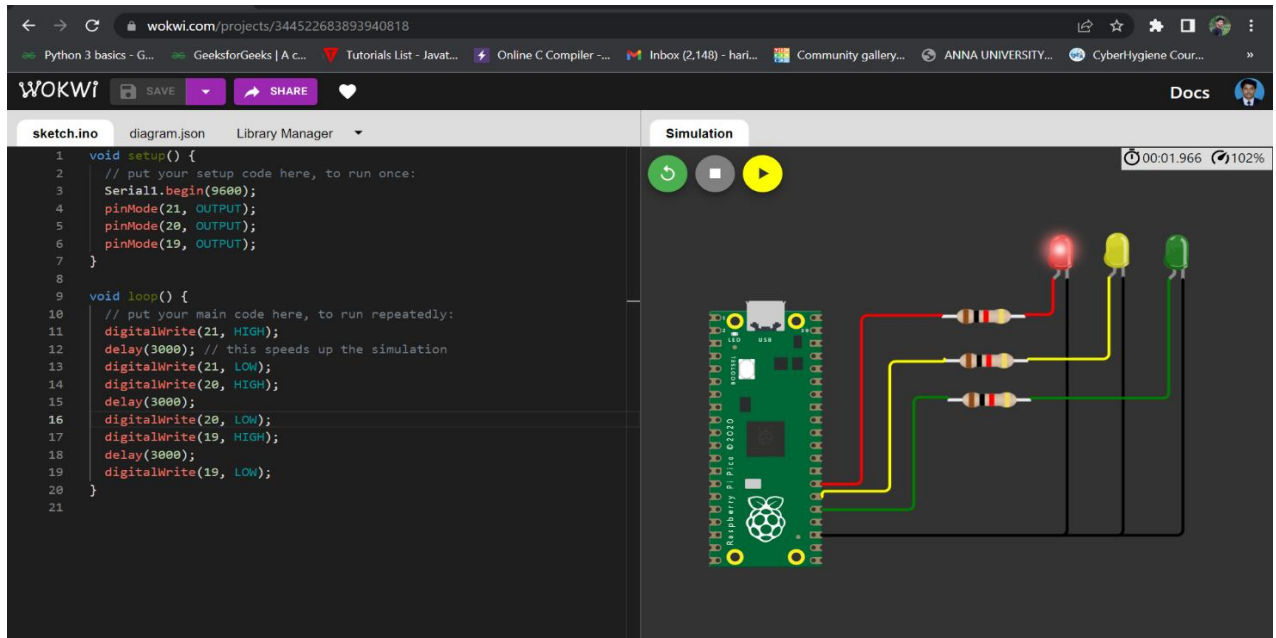 wokwi.com/projects/344522683893940818
Python 3 basics - G... GeeksforGeeks | A c... Tutorials List - Javat... Online C Compiler -... Inbox (2,148) - hari... Community gallery... ANNA UNIVERSITY... CyberHygiene Cour... »
WOKWI SAVE SHARE Docs
sketch.ino diagram.json Library Manager
1 void setup() {
2 // put your setup code here, to run once:
3 Serial1.begin(9600);
4 pinMode(21, OUTPUT);
5 pinMode(20, OUTPUT);
6 pinMode(19, OUTPUT);
7 }
8
9 void loop() {
10 // put your main code here, to run repeatedly:
11 digitalWrite(21, HIGH);
12 delay(3000); // this speeds up the simulation
13 digitalWrite(21, LOW);
14 digitalWrite(20, HIGH);
15 delay(3000);
16 digitalWrite(20, LOW);
17 digitalWrite(19, HIGH);
18 delay(3000);
19 digitalWrite(19, LOW);
20 }
21
Simulation
00:01.966 102%
LED USB
BOOTSEL
Raspberry Pi Pico ©2020